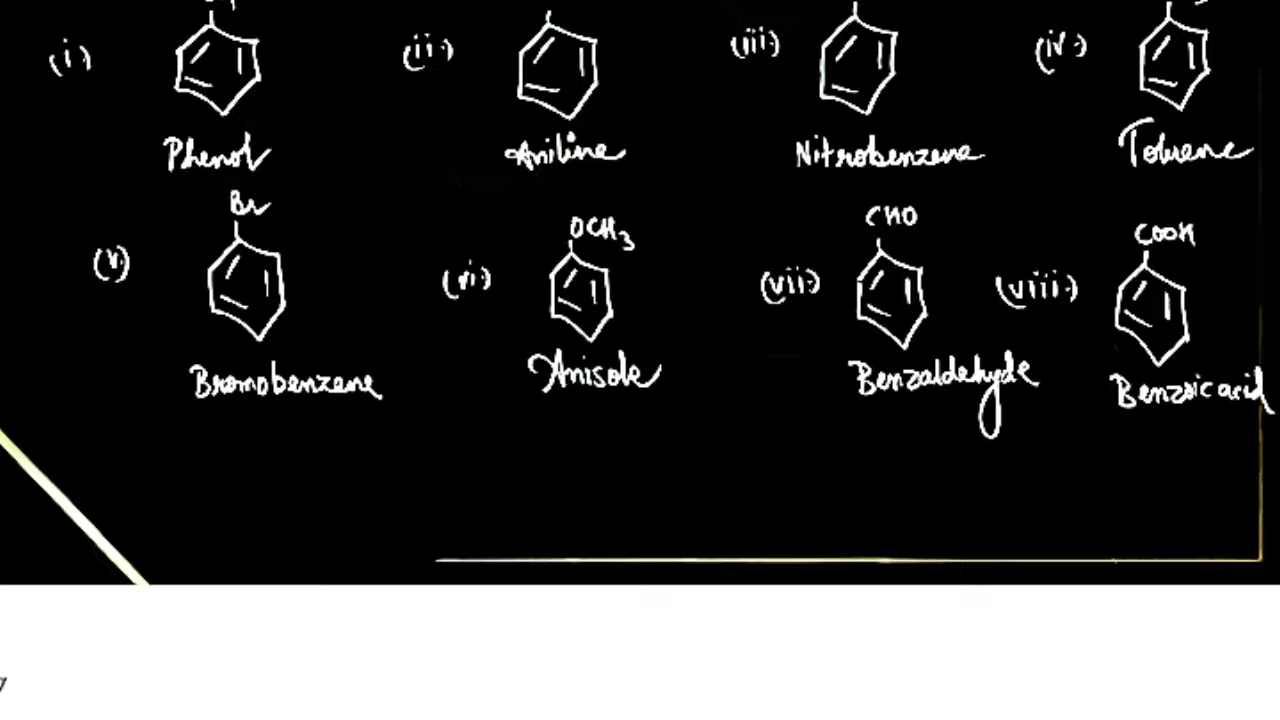 (i) (ii) (iii) (iv)
Phenol Aniline Nitrobenzene Toluene
Br OCH3 CHO COOH
(v) (vi) (vii) (viii)
Bromobenzene Anisole Benzaldehyde Benzoic acid